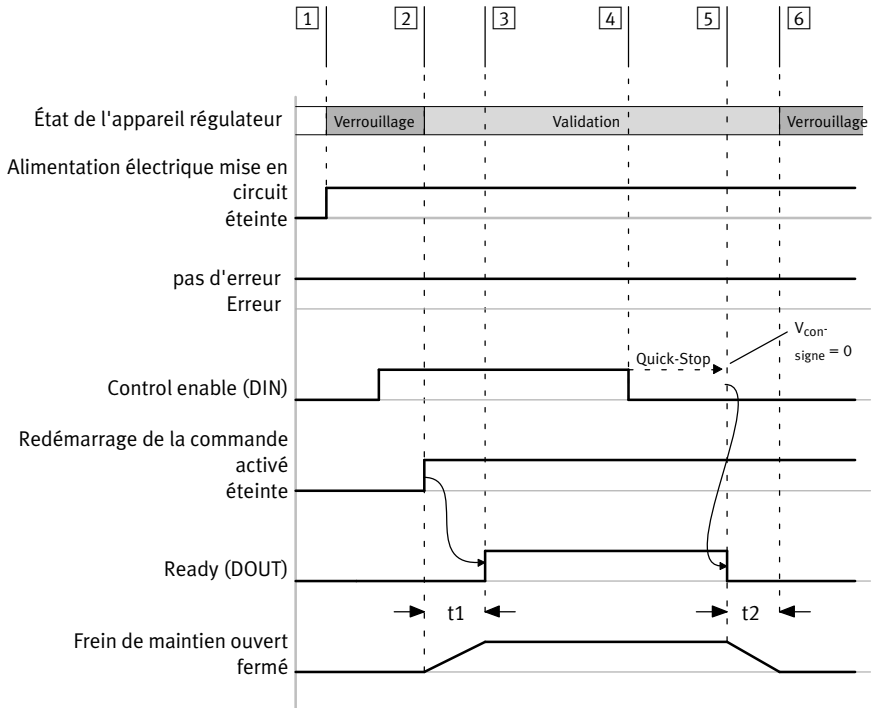 1 2 3 4 5 6
État de l'appareil régulateur
Verrouillage Validation Verrouillage
Alimentation électrique mise en
circuit
éteinte
pas d'erreur
Erreur
Quick-Stop
Vcon-
signe = 0
Control enable (DIN)
Redémarrage de la commande
activé
éteinte
Ready (DOUT)
t1 t2
Frein de maintien ouvert
fermé